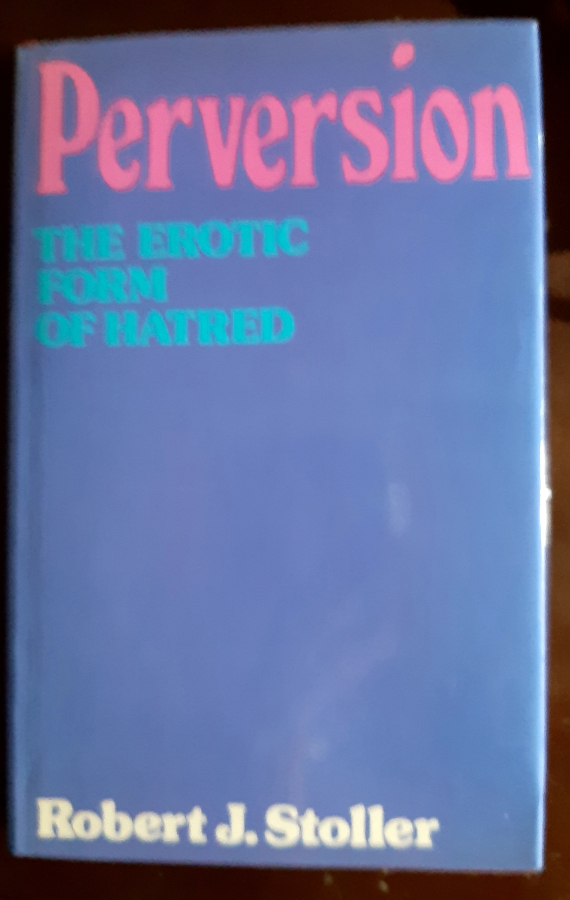 Perversion
THE EROTIC
FORM
OF HATRED
Robert J. Stoller